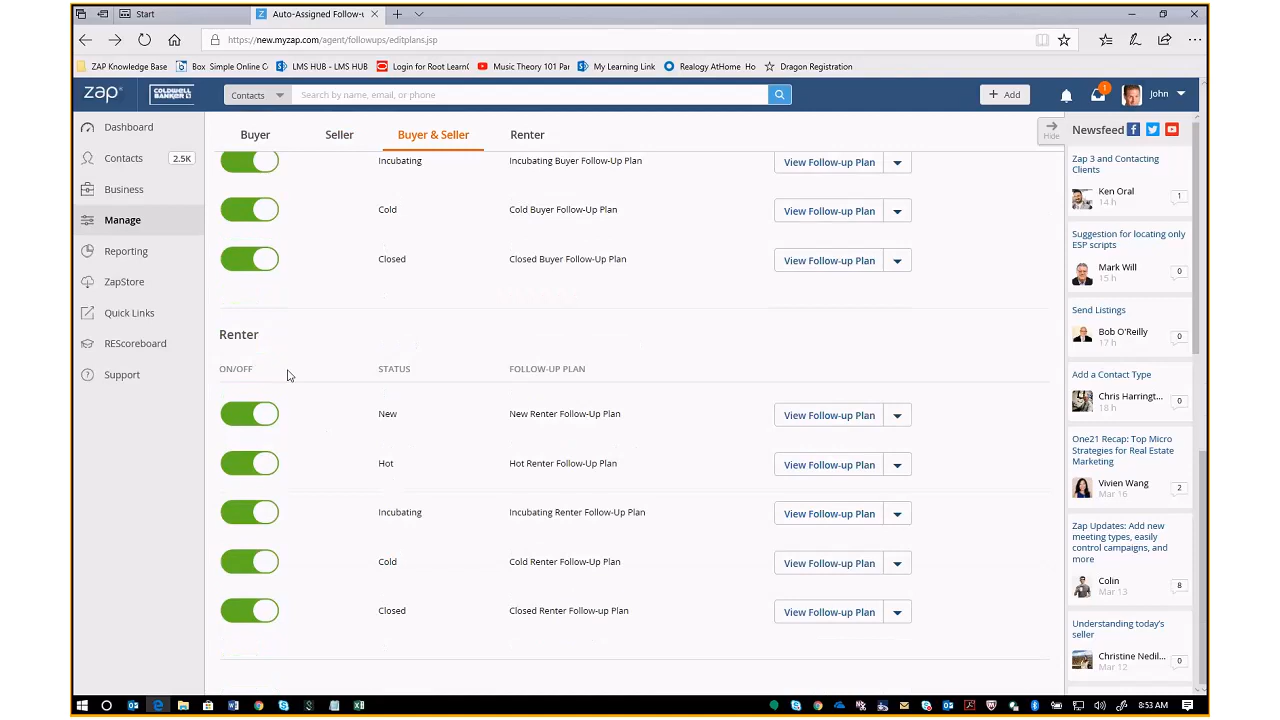 Start
Auto-Assigned Follow-u
https://new.myzap.com/agent/followups/editplans.jsp
ZAP Knowledge Base
Box Simple Online C
LMS HUB - LMS HUB
Login for Root Learn
Music Theory 101 Par
My Learning Link
Realogy AtHome Ho
Dragon Registration
zap
COLDWELL BANKER
Contacts
Search by name, email, or phone
+ Add
1
John
Dashboard
Contacts
2.5K
Business
Manage
Reporting
ZapStore
Quick Links
REScoreboard
Support
Buyer
Seller
Buyer & Seller
Renter
Hide
Incubating
Incubating Buyer Follow-Up Plan
View Follow-up Plan
Cold
Cold Buyer Follow-Up Plan
View Follow-up Plan
Closed
Closed Buyer Follow-Up Plan
View Follow-up Plan
Renter
ON/OFF
STATUS
FOLLOW-UP PLAN
New
New Renter Follow-Up Plan
View Follow-up Plan
Hot
Hot Renter Follow-Up Plan
View Follow-up Plan
Incubating
Incubating Renter Follow-Up Plan
View Follow-up Plan
Cold
Cold Renter Follow-Up Plan
View Follow-up Plan
Closed
Closed Renter Follow-up Plan
View Follow-up Plan
Newsfeed
Zap 3 and Contacting
Clients
Ken Oral
14 h
1
Suggestion for locating only
ESP scripts
Mark Will
15 h
0
Send Listings
Bob O'Reilly
17 h
0
Add a Contact Type
Chris Harringt...
18 h
0
One21 Recap: Top Micro
Strategies for Real Estate
Marketing
Vivien Wang
Mar 16
2
Zap Updates: Add new
meeting types, easily
control campaigns, and
more
Colin
Mar 13
8
Understanding today's
seller
Christine Nedil...
Mar 12
0
8:53 AM